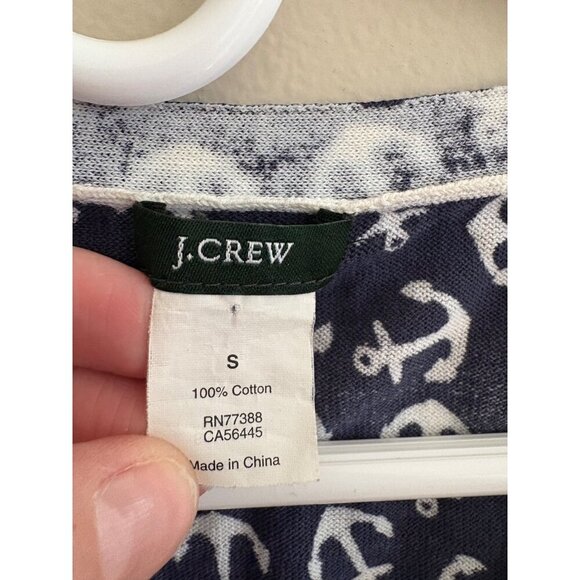 J.CREW
S
100% Cotton
RN77388
CA56445
Made in China